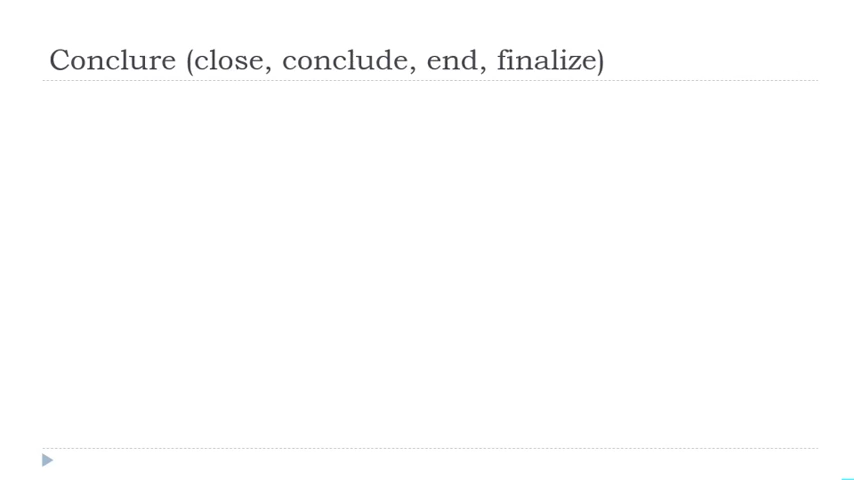 Conclure (close, conclude, end, finalize)